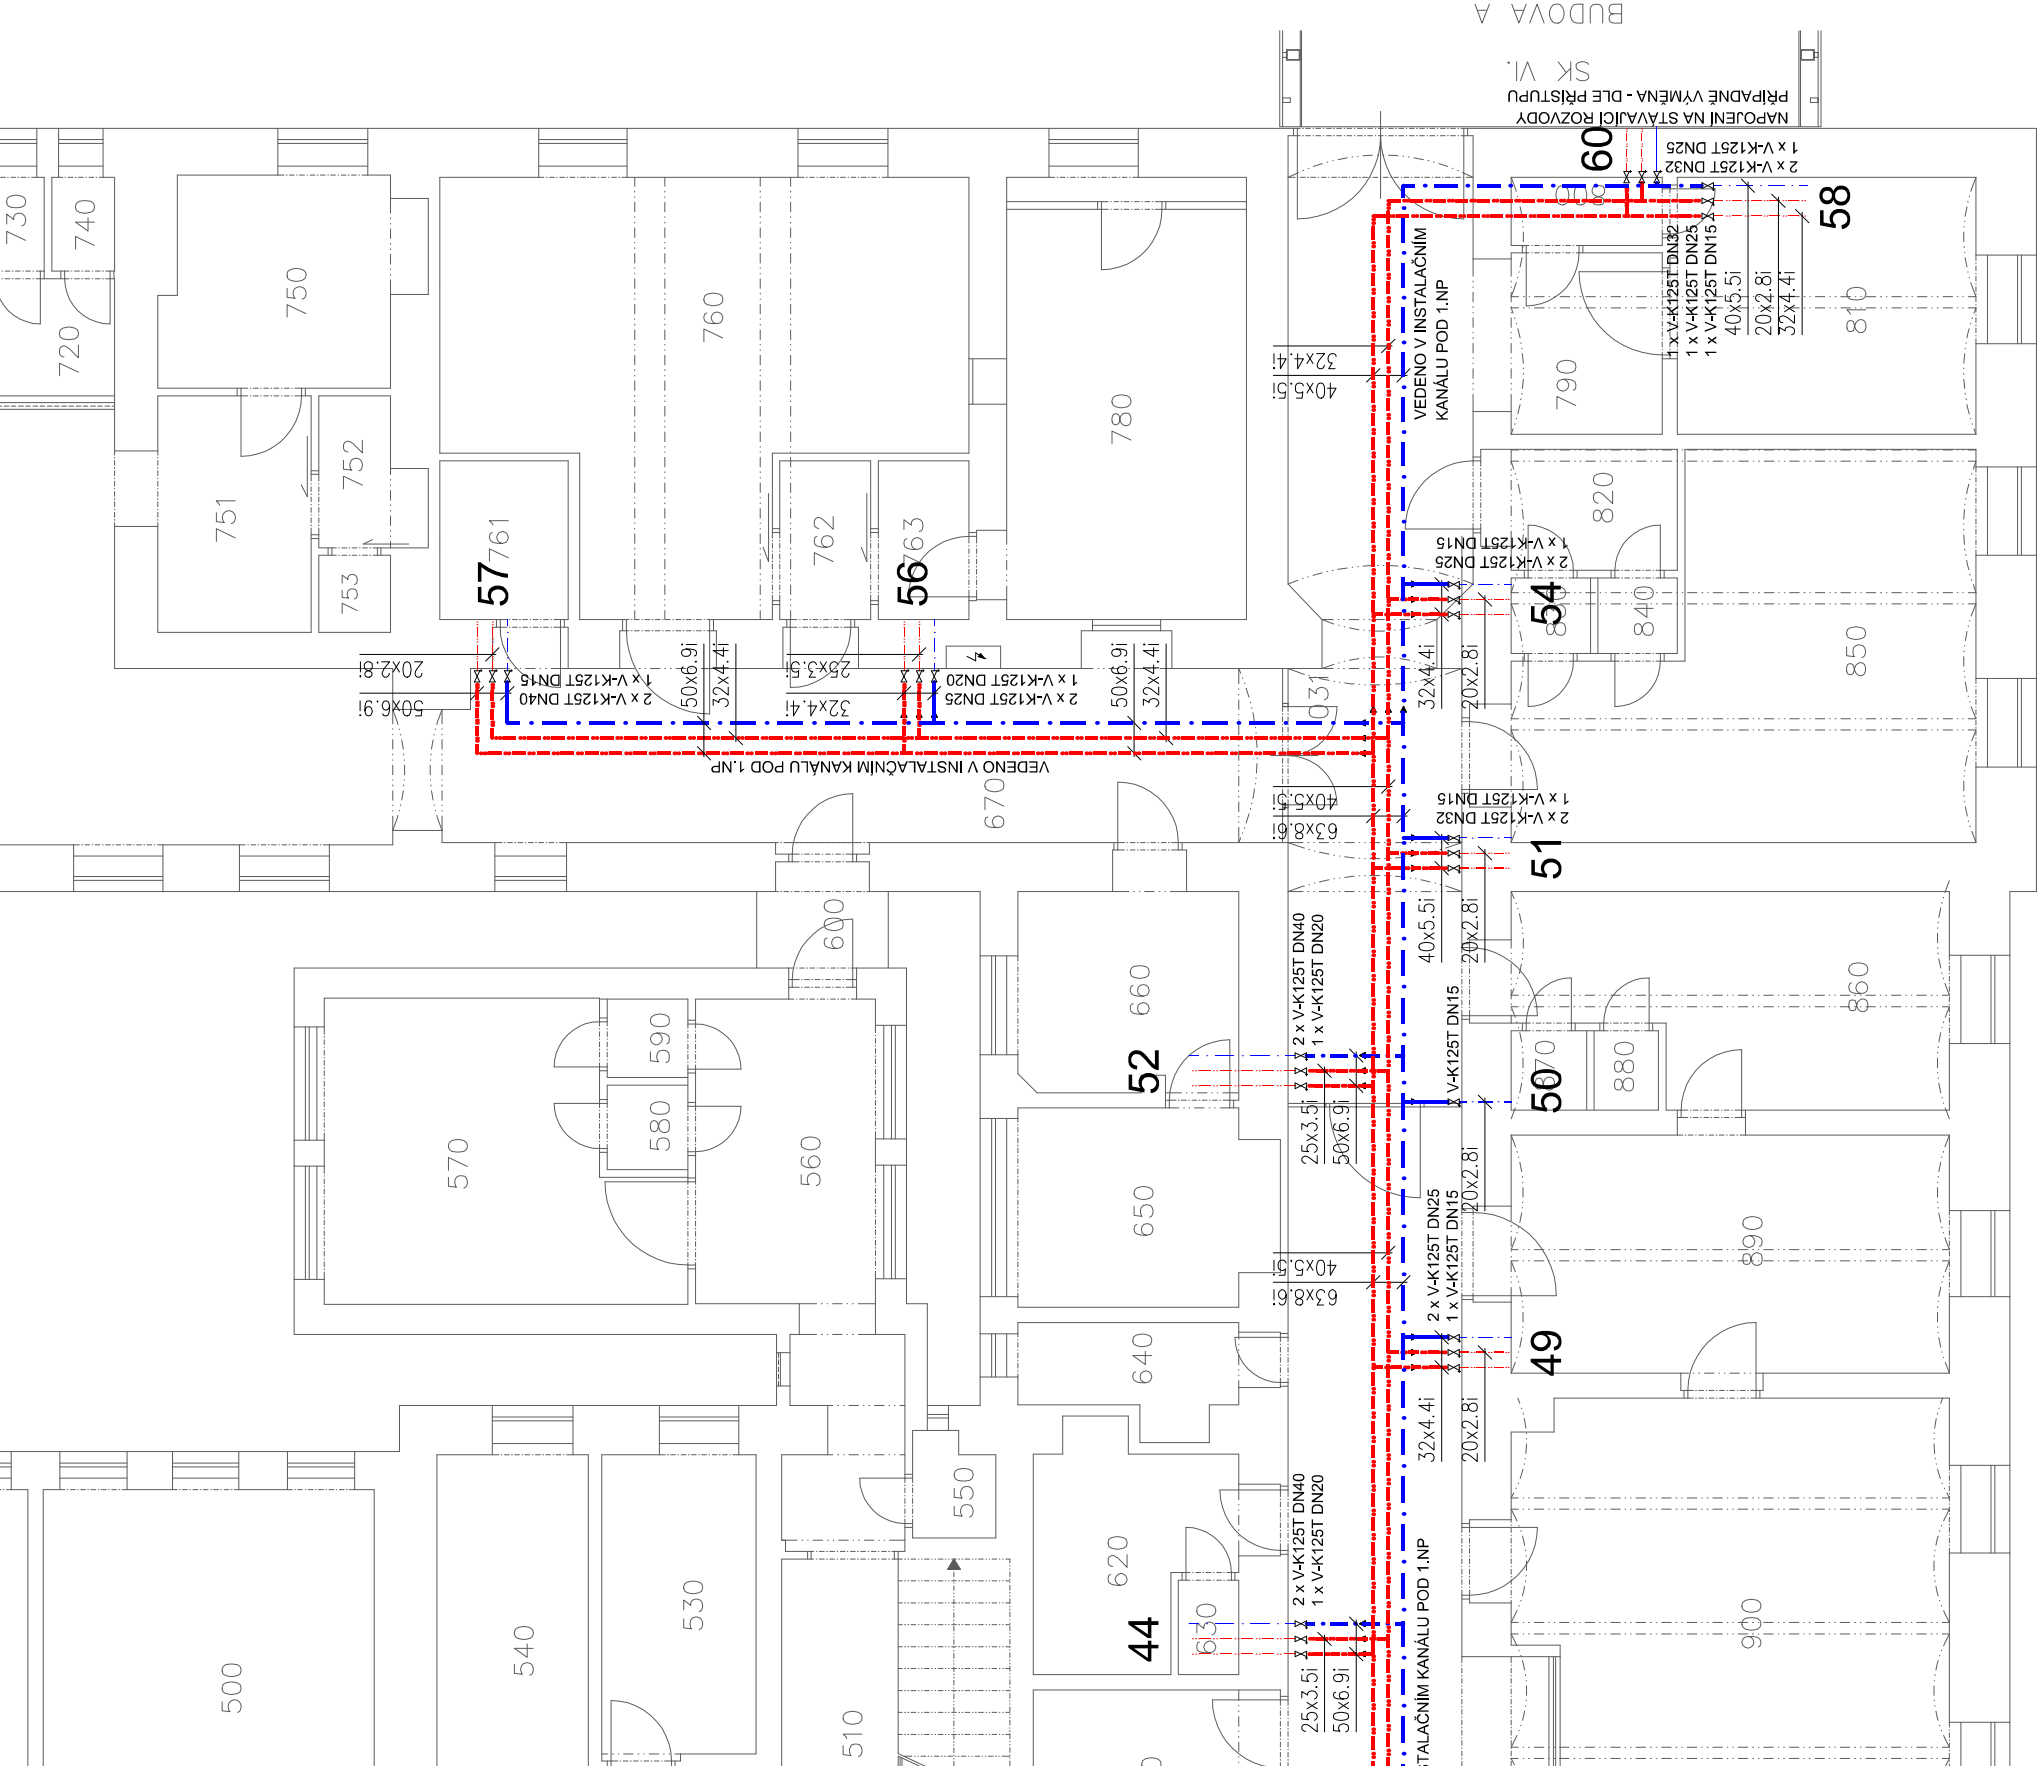 BUDOVA A
SK VI.
NAPOJENÍ NA STÁVAJÍCÍ ROZVODY
PŘÍPADNĚ VÝMĚNA - DLE PŘÍSTUPU
60
2 x V-K125T DN32
1 x V-K125T DN25
58
1 x V-K125T DN32
1 x V-K125T DN25
1 x V-K125T DN15
40x5.5i
20x2.8i
32x4.4i
730
740
720
750
751
752
753
760
761
762
763
780
790
800
810
820
840
850
VEDENO V INSTALAČNÍM
KANÁLU POD 1.NP
40x5.5i
32x4.4i
57
50x6.9i
20x2.8i
2 x V-K125T DN40
1 x V-K125T DN15
50x6.9i
32x4.4i
56
32x4.4i
25x3.5i
2 x V-K125T DN25
1 x V-K125T DN20
50x6.9i
32x4.4i
VEDENO V INSTALAČNÍM KANÁLU POD 1.NP
670
54
2 x V-K125T DN25
1 x V-K125T DN15
32x4.4i
20x2.8i
63x8.6i
40x5.5i
51
2 x V-K125T DN32
1 x V-K125T DN15
40x5.5i
20x2.8i
600
660
860
870
880
52
2 x V-K125T DN40
1 x V-K125T DN20
25x3.5i
50x6.9i
50
V-K125T DN15
20x2.8i
570
590
580
560
650
890
63x8.6i
40x5.5i
49
2 x V-K125T DN25
1 x V-K125T DN15
32x4.4i
20x2.8i
640
550
620
630
44
2 x V-K125T DN40
1 x V-K125T DN20
25x3.5i
50x6.9i
TALAČNÍM KANÁLU POD 1.NP
500
540
530
510
900